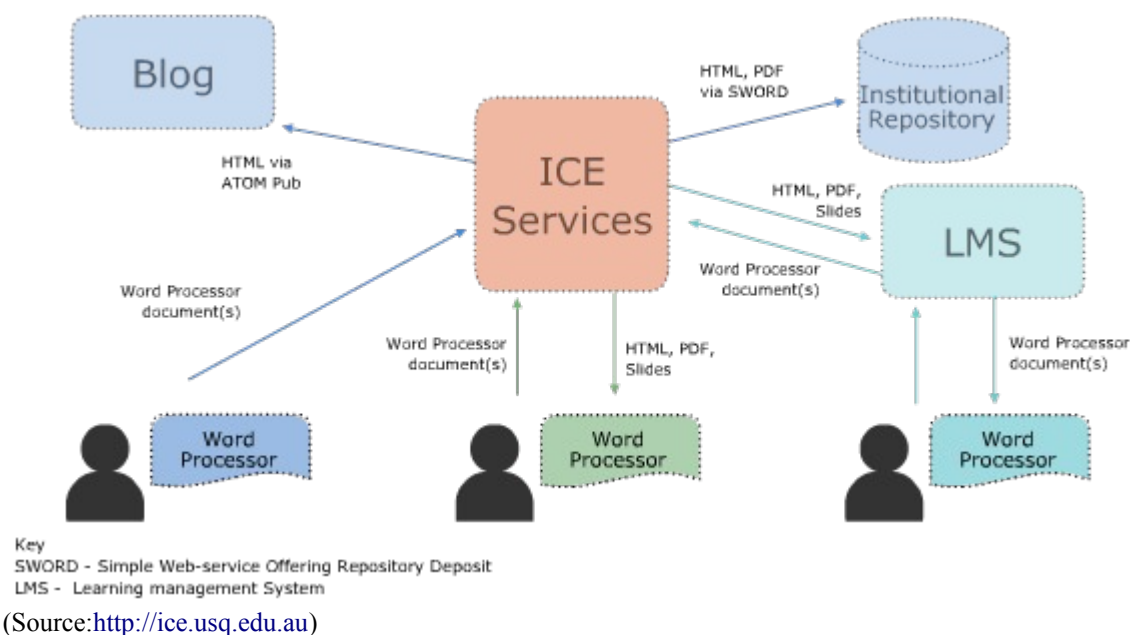 Blog
HTML, PDF
via SWORD
Institutional
Repository
ICE
Services
HTML via
ATOM Pub
HTML, PDF,
Slides
LMS
Word Processor
document(s)
Word Processor
document(s)
Word Processor
document(s)
HTML, PDF,
Slides
Word Processor
document(s)
Word
Processor
Word
Processor
Word
Processor
Key
SWORD - Simple Web-service Offering Repository Deposit
LMS - Learning management System
(Source:http://ice.usq.edu.au)